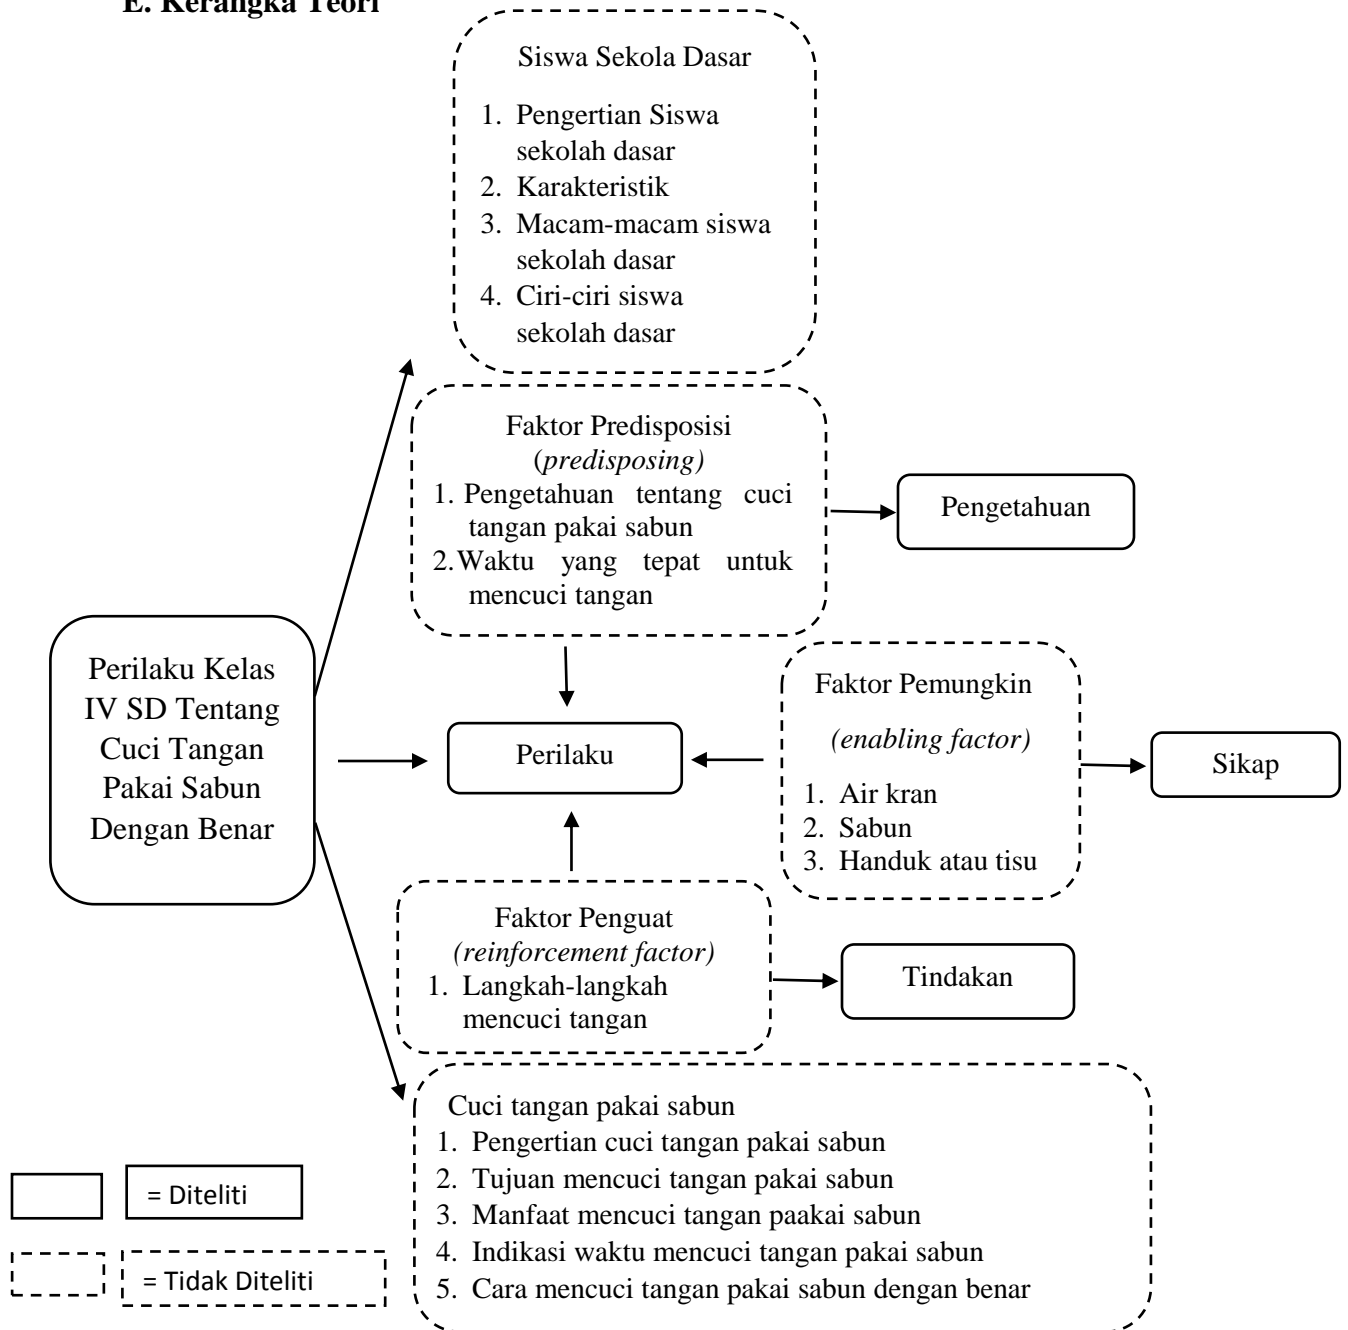 E. Kerangka Teori
Siswa Sekola Dasar
1. Pengertian Siswa
sekolah dasar
2. Karakteristik
3. Macam-macam siswa
sekolah dasar
4. Ciri-ciri siswa
sekolah dasar
Faktor Predisposisi
(predisposing)
1. Pengetahuan tentang cuci
tangan pakai sabun
2. Waktu yang tepat untuk
mencuci tangan
Pengetahuan
Perilaku Kelas
IV SD Tentang
Cuci Tangan
Pakai Sabun
Dengan Benar
Perilaku
Faktor Pemungkin
(enabling factor)
1. Air kran
2. Sabun
3. Handuk atau tisu
Sikap
Faktor Penguat
(reinforcement factor)
1. Langkah-langkah
mencuci tangan
Tindakan
Cuci tangan pakai sabun
1. Pengertian cuci tangan pakai sabun
2. Tujuan mencuci tangan pakai sabun
3. Manfaat mencuci tangan paakai sabun
4. Indikasi waktu mencuci tangan pakai sabun
5. Cara mencuci tangan pakai sabun dengan benar
= Diteliti
= Tidak Diteliti